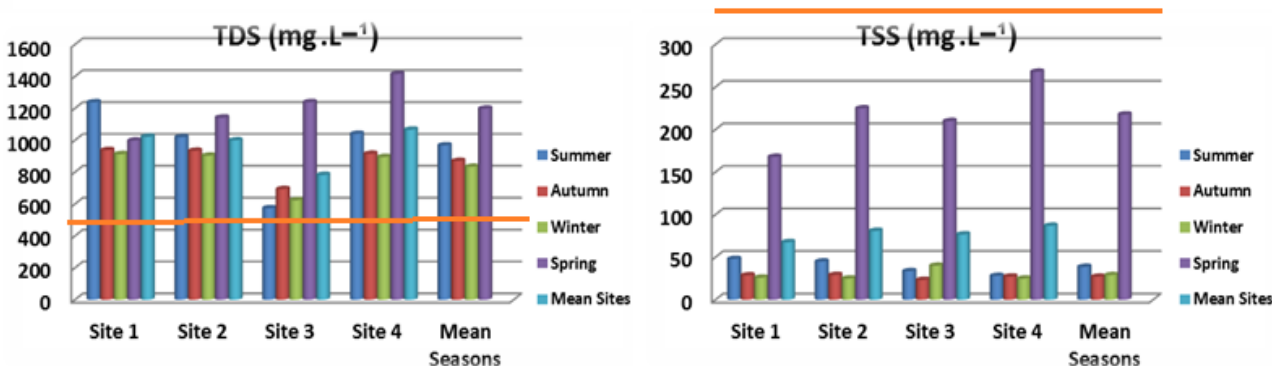 TDS (mg.L−¹)
1600
1400
1200
1000
800
600
400
200
0
Site 1 Site 2 Site 3 Site 4 Mean
Seasons
Summer
Autumn
Winter
Spring
Mean Sites
TSS (mg.L−¹)
300
250
200
150
100
50
0
Site 1 Site 2 Site 3 Site 4 Mean
Seasons
Summer
Autumn
Winter
Spring
Mean Sites